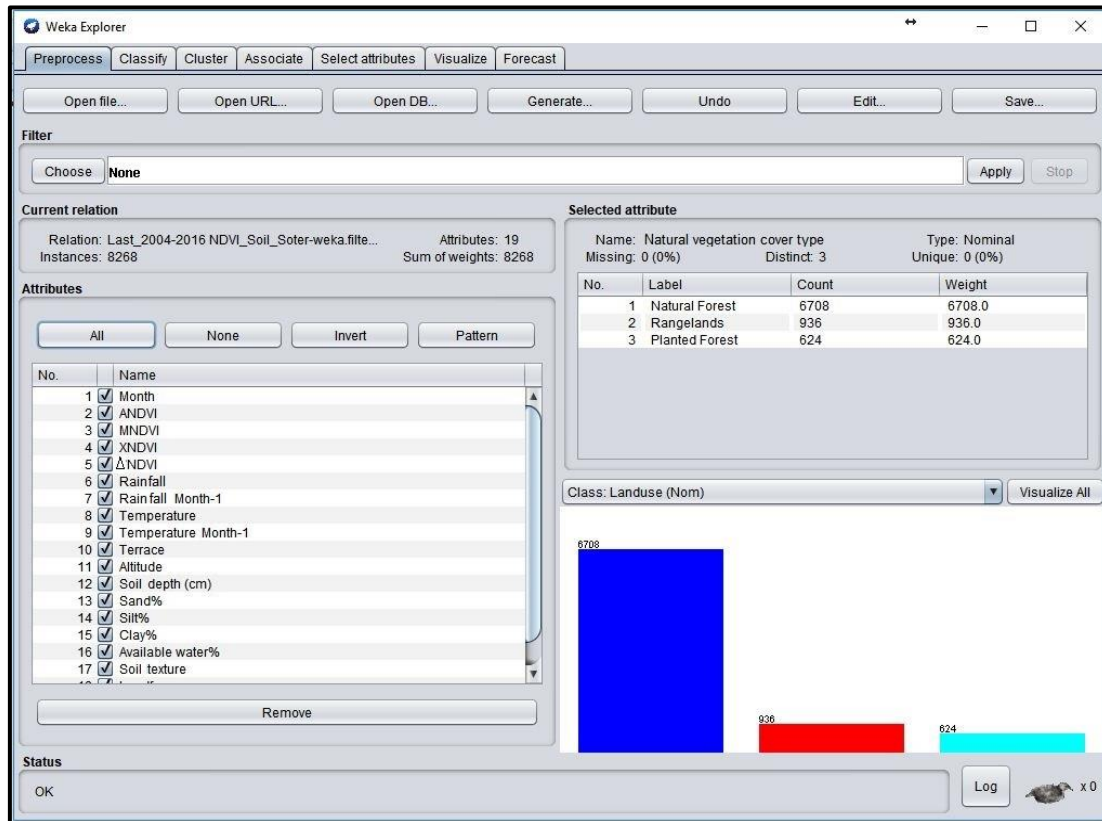 Weka Explorer
Preprocess Classify Cluster Associate Select attributes Visualize Forecast
Open file... Open URL... Open DB... Generate... Undo Edit... Save...
Filter
Choose None Apply Stop
Current relation
Relation: Last_2004-2016 NDVI_Soil_Soter-weka.filte... Attributes: 19
Instances: 8268 Sum of weights: 8268
Attributes
All None Invert Pattern
No. Name
1 Month
2 ANDVI
3 MNDVI
4 XNDVI
5 ΔNDVI
6 Rainfall
7 Rainfall Month-1
8 Temperature
9 Temperature Month-1
10 Terrace
11 Altitude
12 Soil depth (cm)
13 Sand%
14 Silt%
15 Clay%
16 Available water%
17 Soil texture
Remove
Selected attribute
Name: Natural vegetation cover type Type: Nominal
Missing: 0 (0%) Distinct: 3 Unique: 0 (0%)
No. Label Count Weight
1 Natural Forest 6708 6708.0
2 Rangelands 936 936.0
3 Planted Forest 624 624.0
Class: Landuse (Nom) Visualize All
6708
936
624
Status
OK Log x 0